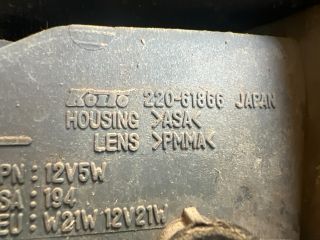 KOITO 220-61866 JAPAN
HOUSING >ASA<
LENS >PMMA<
PN : 12V5W
SA : 194
EU : W21W 12V21W